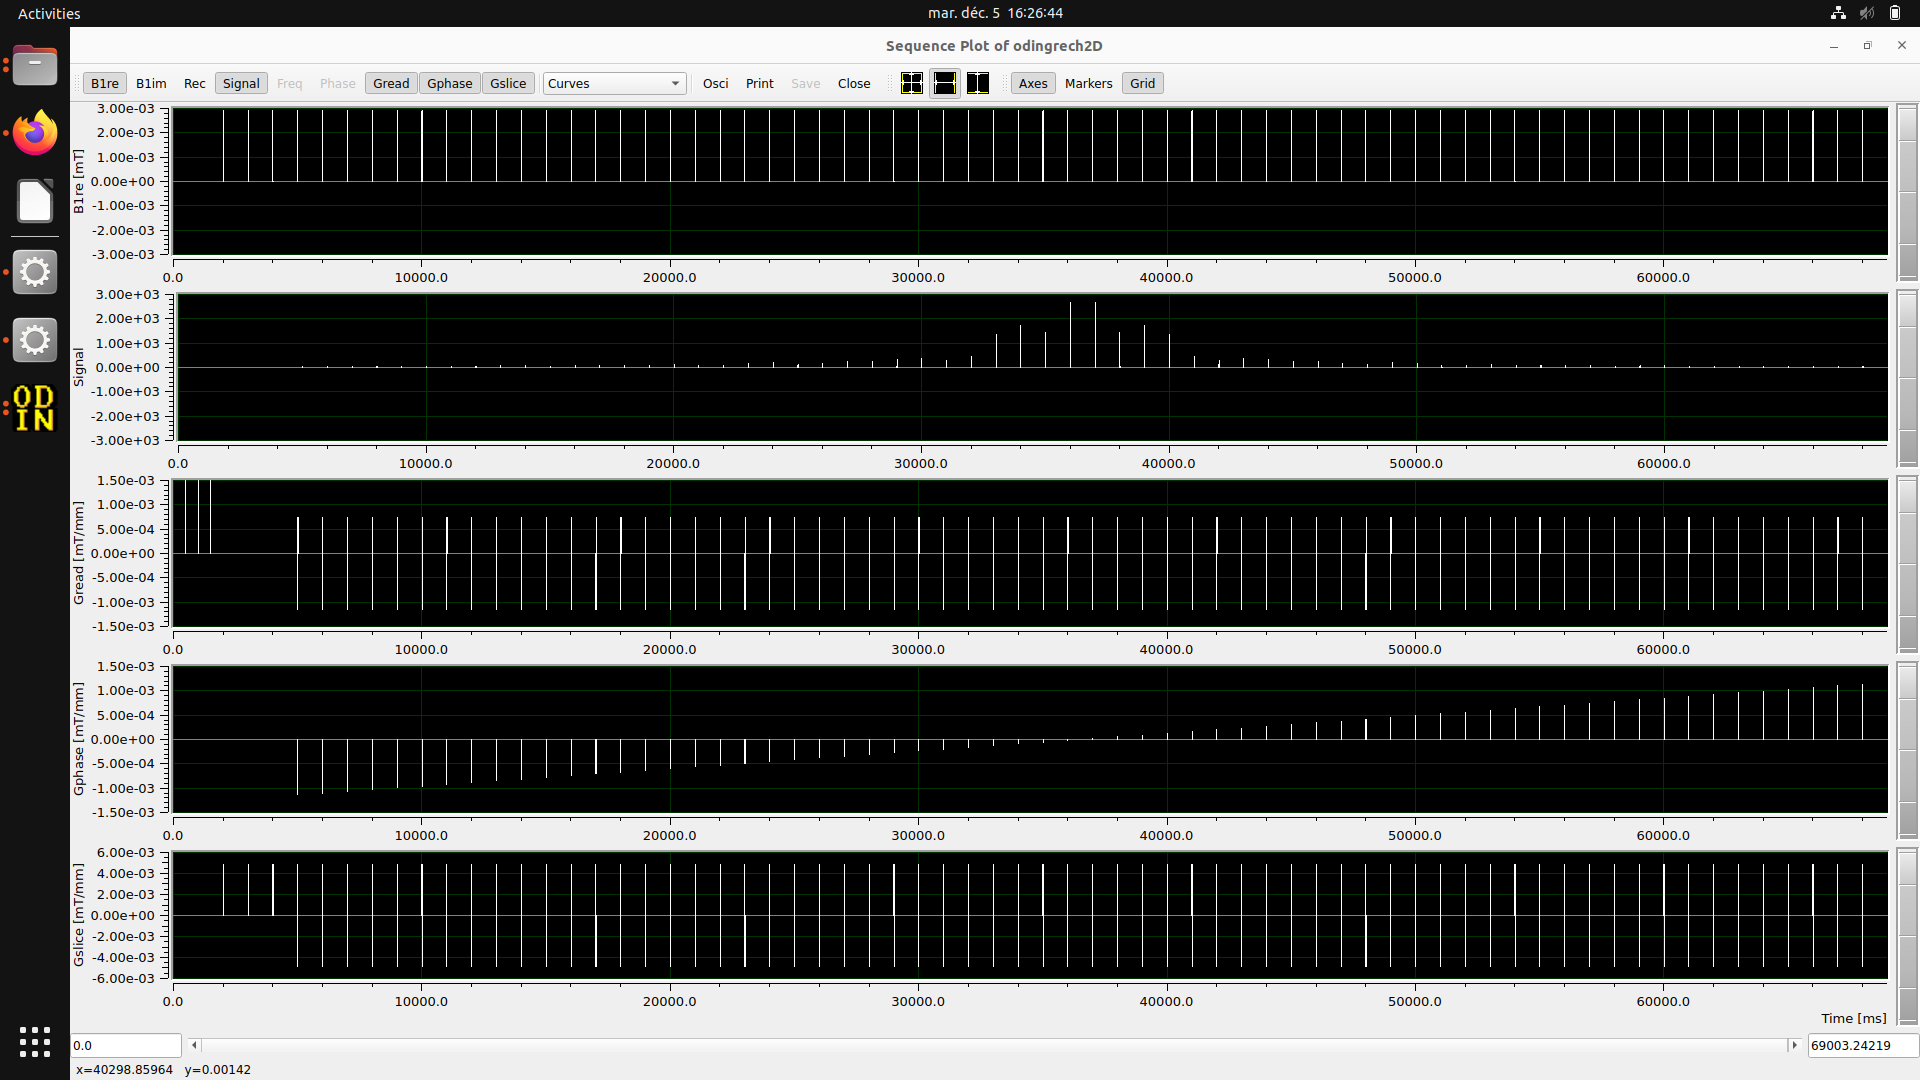 Activities
mar. déc. 5 16:26:44
Sequence Plot of odingrech2D
B1re B1im Rec Signal Freq Phase Gread Gphase Gslice Curves Osci Print Save Close Axes Markers Grid
B1re [mT]
3.00e-03
2.00e-03
1.00e-03
0.00e+00
-1.00e-03
-2.00e-03
-3.00e-03
0.0 10000.0 20000.0 30000.0 40000.0 50000.0 60000.0
Signal
3.00e+03
2.00e+03
1.00e+03
0.00e+00
-1.00e+03
-2.00e+03
-3.00e+03
0.0 10000.0 20000.0 30000.0 40000.0 50000.0 60000.0
Gread [mT/mm]
1.50e-03
1.00e-03
5.00e-04
0.00e+00
-5.00e-04
-1.00e-03
-1.50e-03
0.0 10000.0 20000.0 30000.0 40000.0 50000.0 60000.0
Gphase [mT/mm]
1.50e-03
1.00e-03
5.00e-04
0.00e+00
-5.00e-04
-1.00e-03
-1.50e-03
0.0 10000.0 20000.0 30000.0 40000.0 50000.0 60000.0
Gslice [mT/mm]
6.00e-03
4.00e-03
2.00e-03
0.00e+00
-2.00e-03
-4.00e-03
-6.00e-03
0.0 10000.0 20000.0 30000.0 40000.0 50000.0 60000.0
Time [ms]
0.0
69003.24219
x=40298.85964 y=0.00142
OD
IN